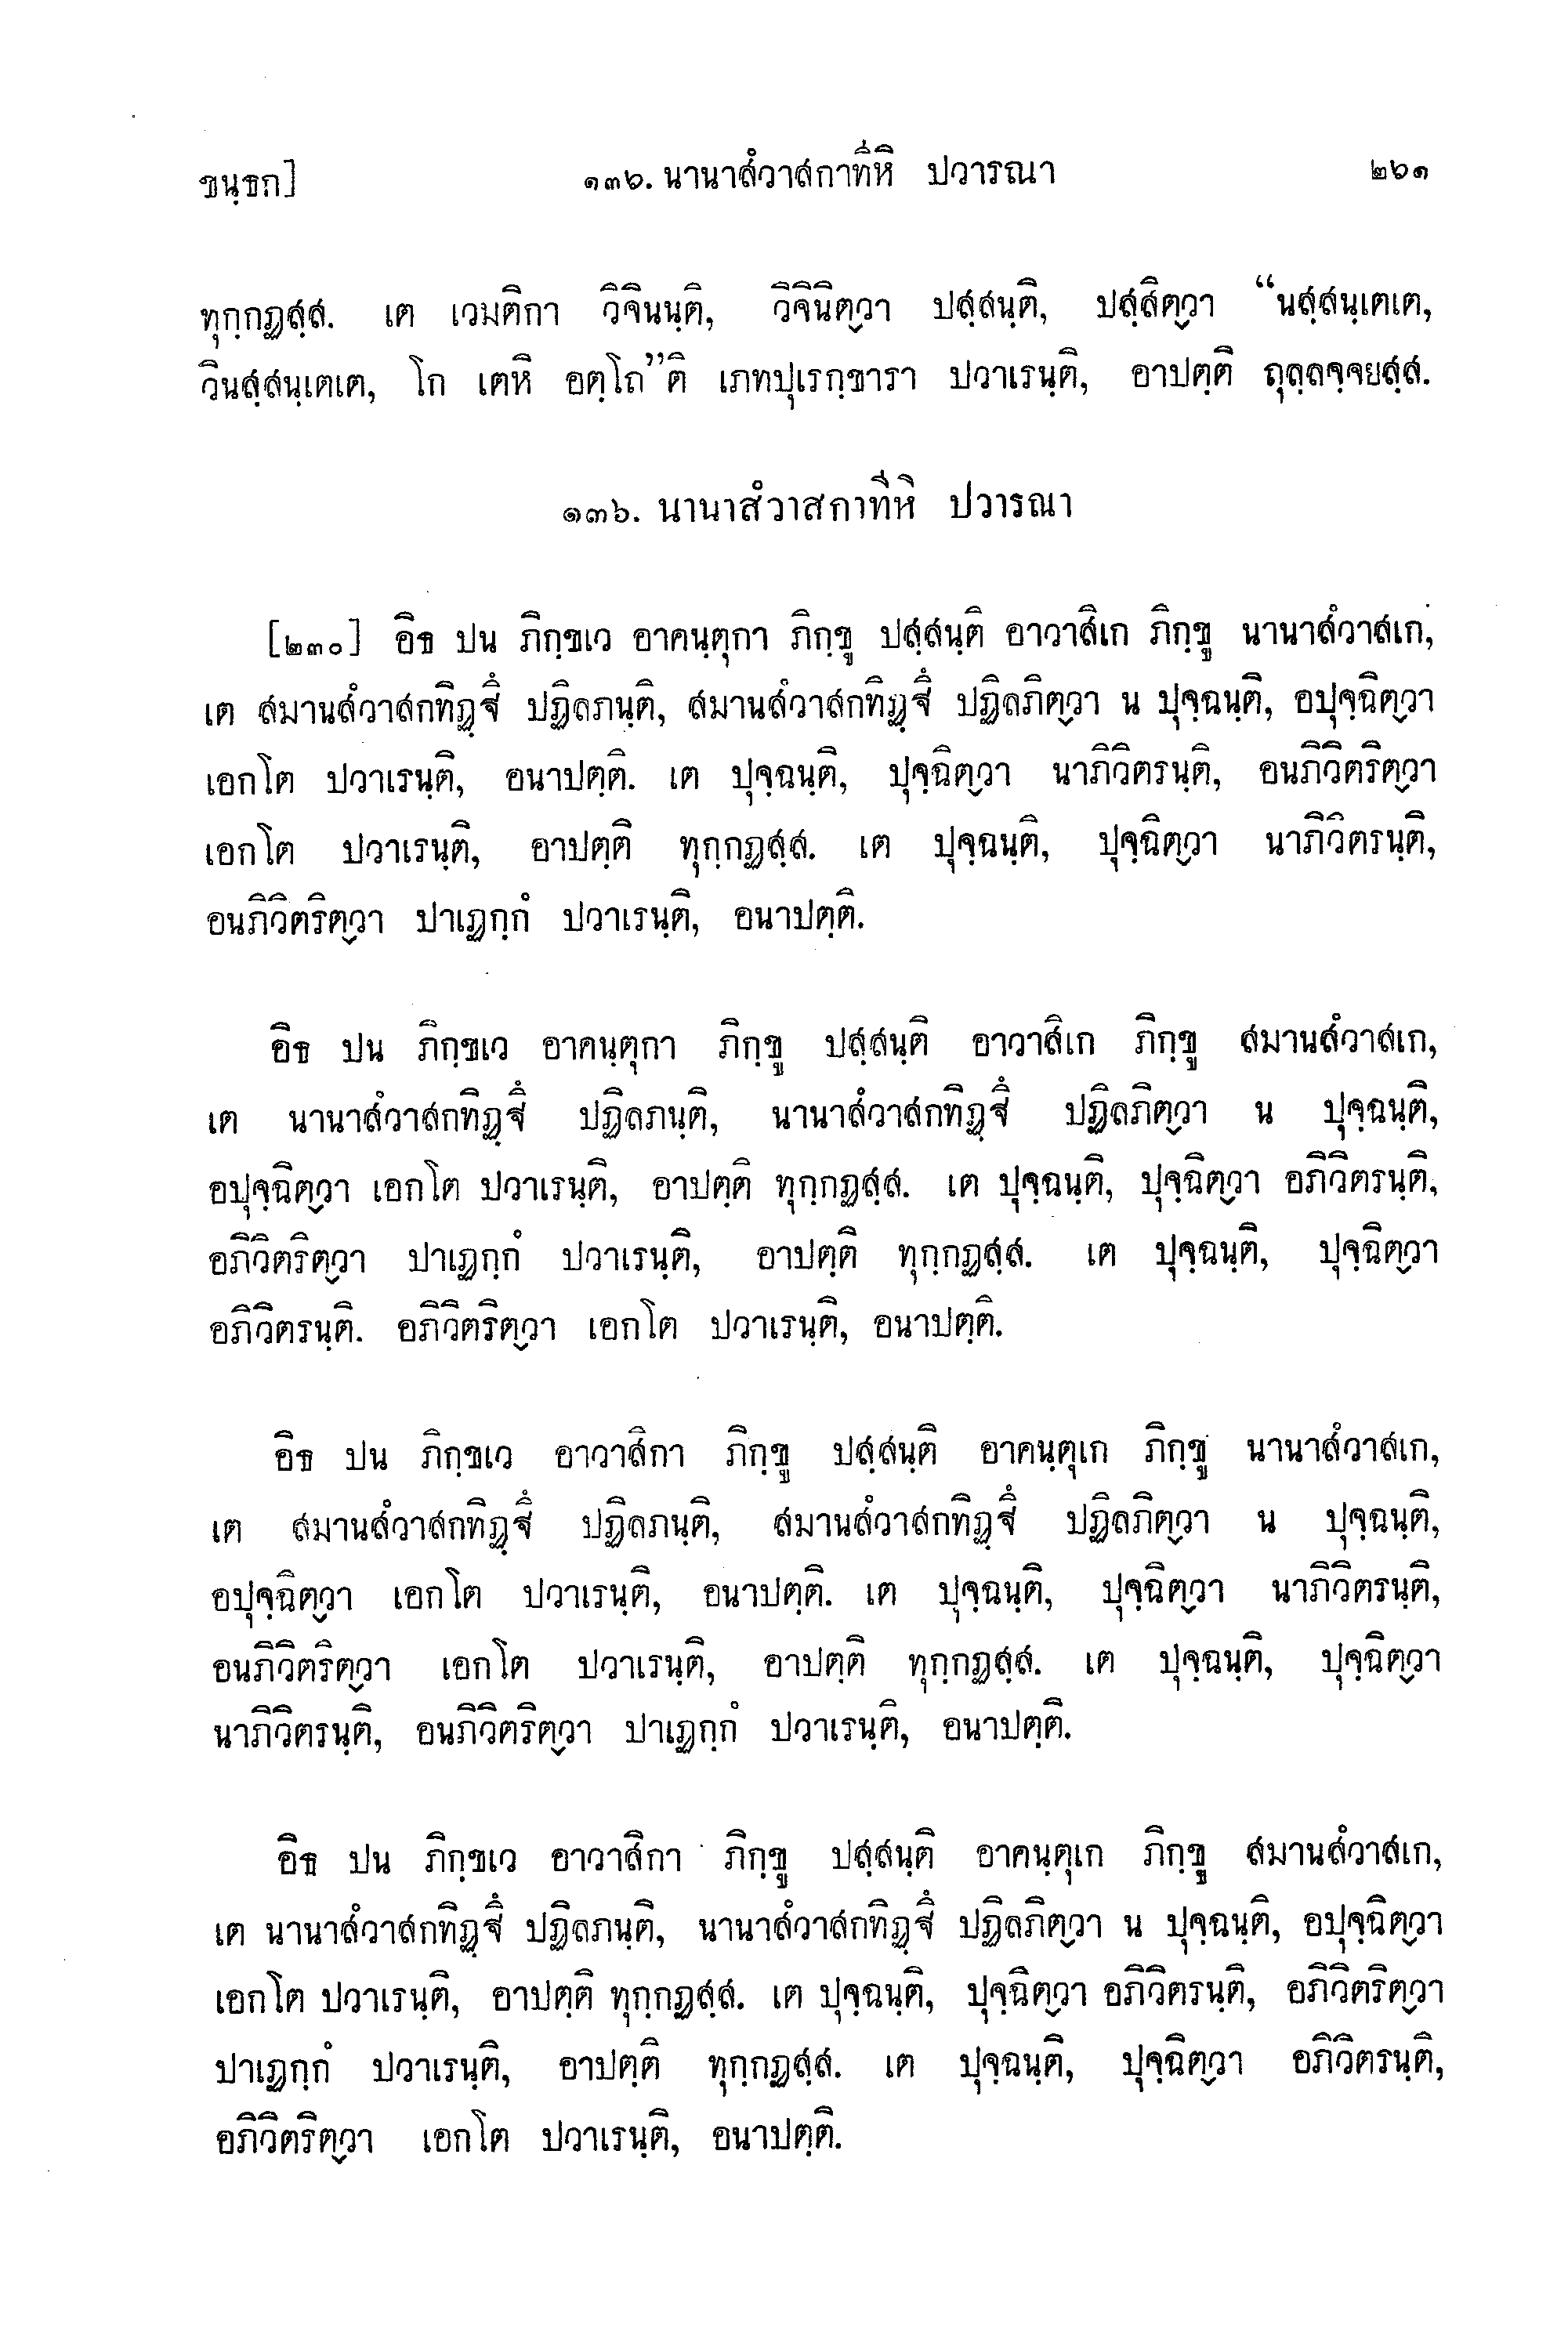 ขนฺธก]
๑๓๖. นานาสํวาสกาทีหิ ปวารณา
๒๖๑
ทุกฺกฏสฺส. เต เวมติกา วิจินนฺติ, วิจินิตฺวา ปสฺสนฺติ, ปสฺสิตฺวา “นสฺสนฺเตเต,
วินสฺสนฺเตเต, โก เตหิ อตฺโถ”ติ เภทปุเรกฺขารา ปวาเรนฺติ, อาปตฺติ ถุลฺลจฺจยสฺส.
๑๓๖. นานาสํวาสกาทีหิ ปวารณา
[๒๓๐] อิธ ปน ภิกฺขเว อาคนฺตุกา ภิกฺขู ปสฺสนฺติ อาวาสิเก ภิกฺขู นานาสํวาสเก,
เต สมานสํวาสกทิฏฺฐึ ปฏิลภนฺติ, สมานสํวาสกทิฏฺฐึ ปฏิลภิตฺวา น ปุจฺฉนฺติ, อปุจฺฉิตฺวา
เอกโต ปวาเรนฺติ, อนาปตฺติ. เต ปุจฺฉนฺติ, ปุจฺฉิตฺวา นาภิวิตรนฺติ, อนภิวิตริตฺวา
เอกโต ปวาเรนฺติ, อาปตฺติ ทุกฺกฏสฺส. เต ปุจฺฉนฺติ, ปุจฺฉิตฺวา นาภิวิตรนฺติ,
อนภิวิตริตฺวา ปาเฏกฺกํ ปวาเรนฺติ, อนาปตฺติ.
อิธ ปน ภิกฺขเว อาคนฺตุกา ภิกฺขู ปสฺสนฺติ อาวาสิเก ภิกฺขู สมานสํวาสเก,
เต นานาสํวาสกทิฏฺฐึ ปฏิลภนฺติ, นานาสํวาสกทิฏฺฐึ ปฏิลภิตฺวา น ปุจฺฉนฺติ,
อปุจฺฉิตฺวา เอกโต ปวาเรนฺติ, อาปตฺติ ทุกฺกฏสฺส. เต ปุจฺฉนฺติ, ปุจฺฉิตฺวา อภิวิตรนฺติ,
อภิวิตริตฺวา ปาเฏกฺกํ ปวาเรนฺติ, อาปตฺติ ทุกฺกฏสฺส. เต ปุจฺฉนฺติ, ปุจฺฉิตฺวา
อภิวิตรนฺติ. อภิวิตริตฺวา เอกโต ปวาเรนฺติ, อนาปตฺติ.
อิธ ปน ภิกฺขเว อาวาสิกา ภิกฺขู ปสฺสนฺติ อาคนฺตุเก ภิกฺขู นานาสํวาสเก,
เต สมานสํวาสกทิฏฺฐึ ปฏิลภนฺติ, สมานสํวาสกทิฏฺฐึ ปฏิลภิตฺวา น ปุจฺฉนฺติ,
อปุจฺฉิตฺวา เอกโต ปวาเรนฺติ, อนาปตฺติ. เต ปุจฺฉนฺติ, ปุจฺฉิตฺวา นาภิวิตรนฺติ,
อนภิวิตริตฺวา เอกโต ปวาเรนฺติ, อาปตฺติ ทุกฺกฏสฺส. เต ปุจฺฉนฺติ, ปุจฺฉิตฺวา
นาภิวิตรนฺติ, อนภิวิตริตฺวา ปาเฏกฺกํ ปวาเรนฺติ, อนาปตฺติ.
อิธ ปน ภิกฺขเว อาวาสิกา ภิกฺขู ปสฺสนฺติ อาคนฺตุเก ภิกฺขู สมานสํวาสเก,
เต นานาสํวาสกทิฏฺฐึ ปฏิลภนฺติ, นานาสํวาสกทิฏฺฐึ ปฏิลภิตฺวา น ปุจฺฉนฺติ, อปุจฺฉิตฺวา
เอกโต ปวาเรนฺติ, อาปตฺติ ทุกฺกฏสฺส. เต ปุจฺฉนฺติ, ปุจฺฉิตฺวา อภิวิตรนฺติ, อภิวิตริตฺวา
ปาเฏกฺกํ ปวาเรนฺติ, อาปตฺติ ทุกฺกฏสฺส. เต ปุจฺฉนฺติ, ปุจฺฉิตฺวา อภิวิตรนฺติ,
อภิวิตริตฺวา เอกโต ปวาเรนฺติ, อนาปตฺติ.